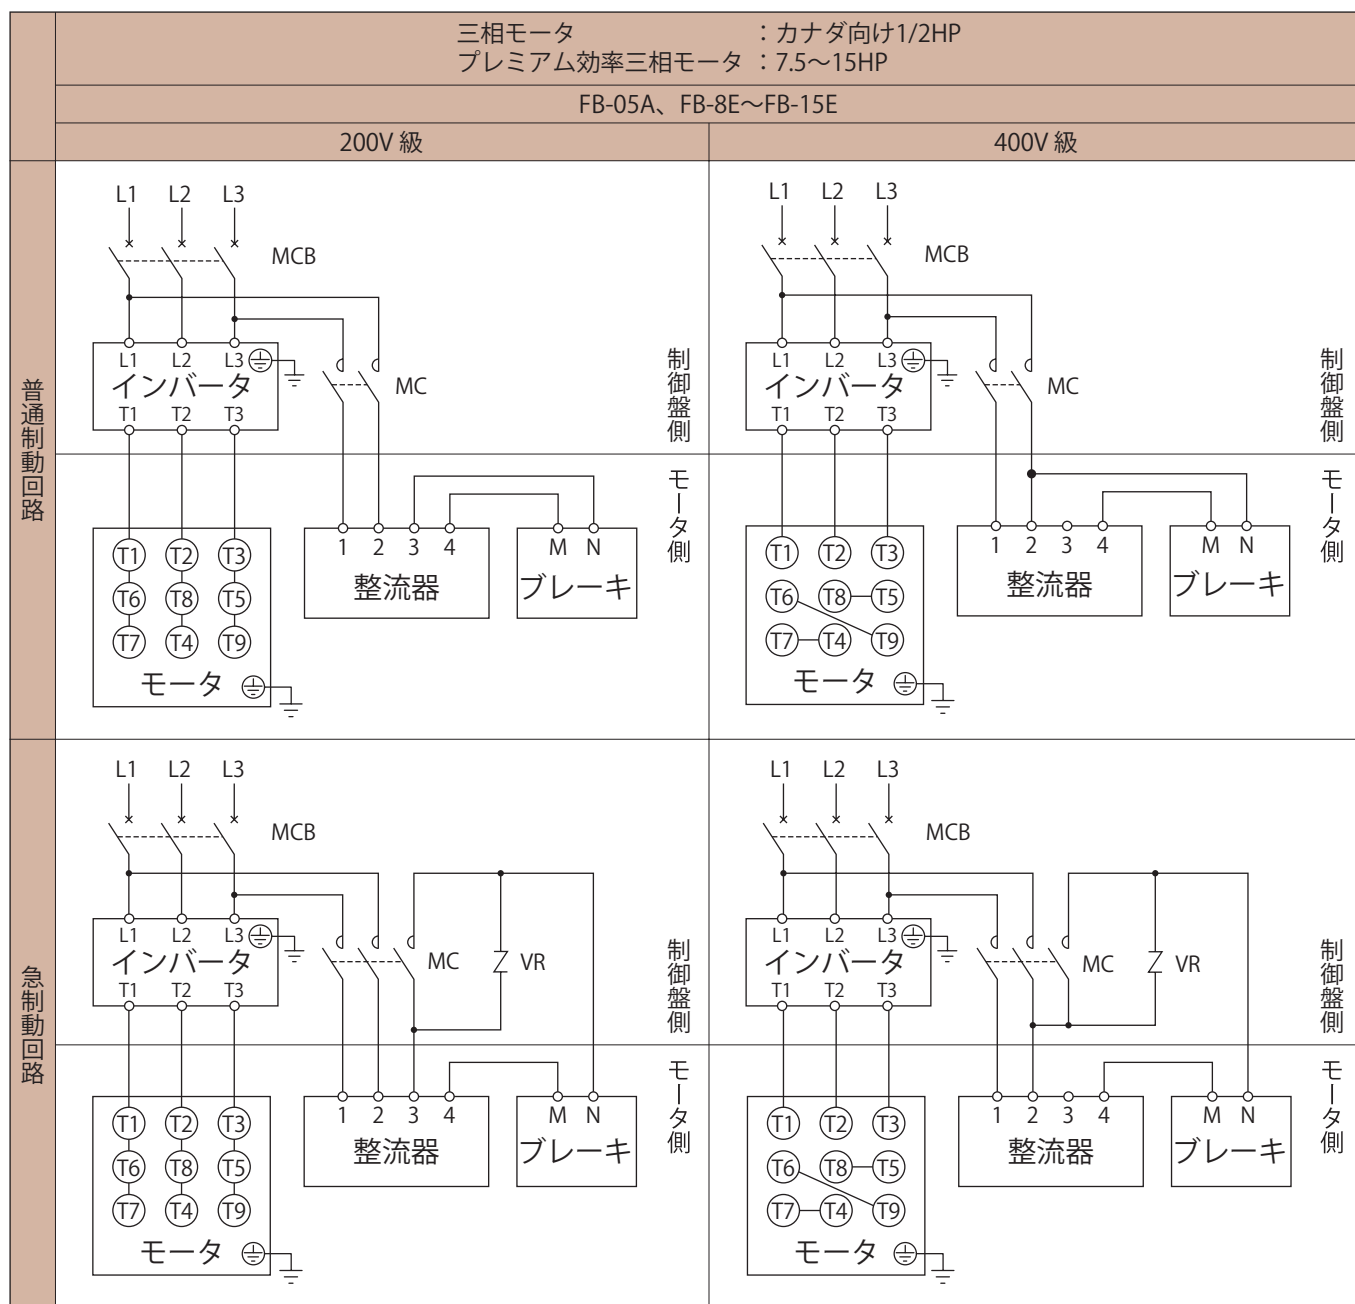 三相モータ ：カナダ向け1/2HP
プレミアム効率三相モータ ：7.5～15HP
FB-05A、FB-8E～FB-15E
200V 級 400V 級
普通制動回路
L1 L2 L3
MCB
L1 L2 L3
インバータ
MC
T1 T2 T3
制御盤側
モータ側
1 2 3 4
M N
整流器
ブレーキ
T1 T2 T3
T6 T8 T5
T7 T4 T9
モータ
L1 L2 L3
MCB
L1 L2 L3
インバータ
MC
T1 T2 T3
制御盤側
モータ側
1 2 3 4
M N
整流器
ブレーキ
T1 T2 T3
T6 T8 T5
T7 T4 T9
モータ
急制動回路
L1 L2 L3
MCB
L1 L2 L3
インバータ
MC
VR
T1 T2 T3
制御盤側
モータ側
1 2 3 4
M N
整流器
ブレーキ
T1 T2 T3
T6 T8 T5
T7 T4 T9
モータ
L1 L2 L3
MCB
L1 L2 L3
インバータ
MC
VR
T1 T2 T3
制御盤側
モータ側
1 2 3 4
M N
整流器
ブレーキ
T1 T2 T3
T6 T8 T5
T7 T4 T9
モータ